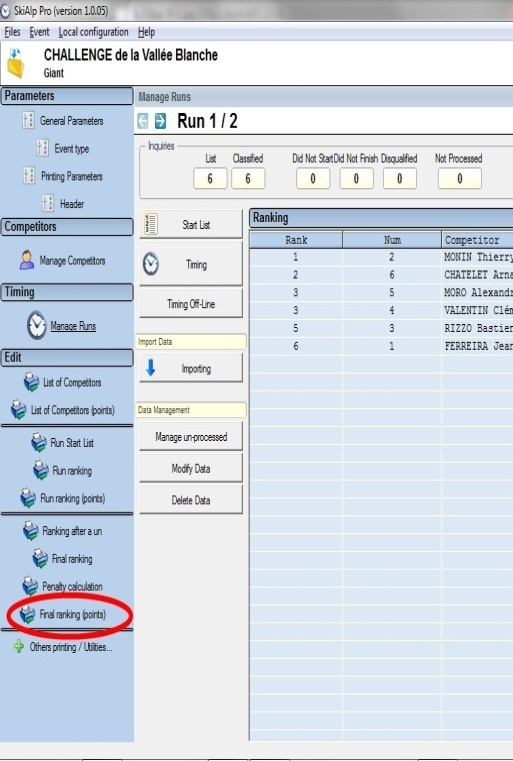 SkiAlp Pro (version 1.0.05)
Files Event Local configuration Help
CHALLENGE de la Vallée Blanche
Giant
Parameters
General Parameters
Event type
Printing Parameters
Header
Competitors
Manage Competitors
Timing
Manage Runs
Edit
List of Competitors
List of Competitors (points)
Run Start List
Run ranking
Run ranking (points)
Ranking after a un
Final ranking
Penalty calculation
Final ranking (points)
Others printing / Utilities...
Manage Runs
Run 1 / 2
Inquiries
List Classified Did Not Start Did Not Finish Disqualified Not Processed
6 6 0 0 0 0
Start List
Timing
Timing Off-Line
Import Data
Importing
Data Management
Manage un-processed
Modify Data
Delete Data
Ranking
Rank Num Competitor
1 2 MONIN Thierry
2 6 CHATELET Arna
3 5 MORO Alexandr
3 4 VALENTIN Clém
5 3 RIZZO Bastien
6 1 FERREIRA Jean